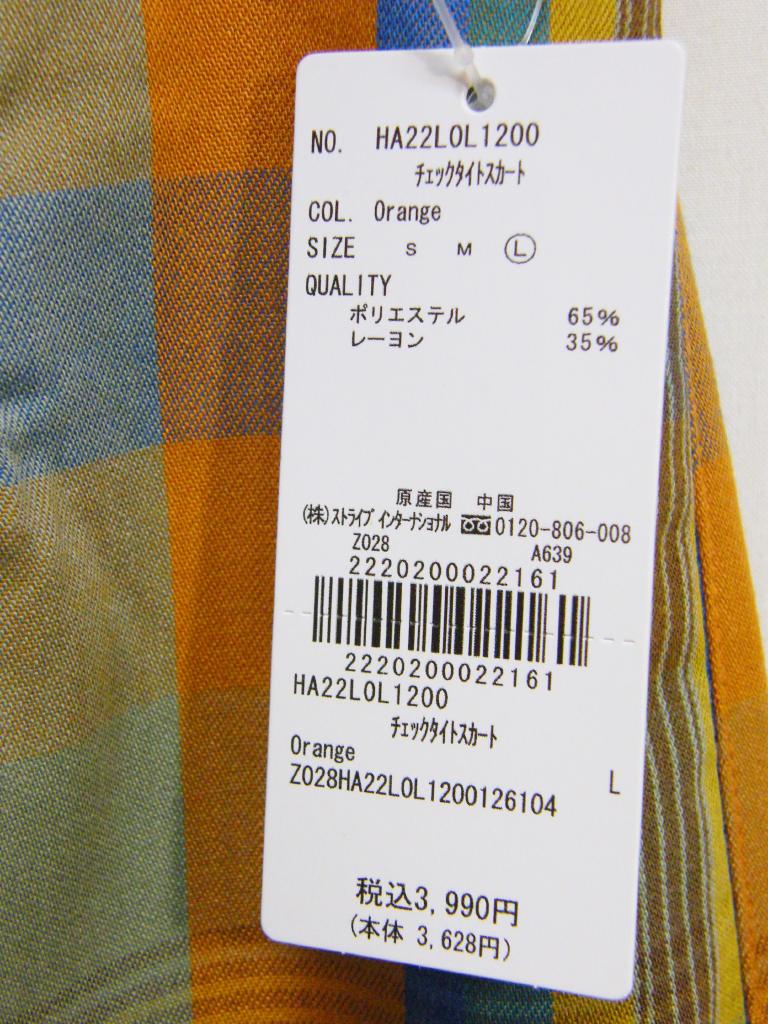 NO. HA22L0L1200
チェックタイトスカート
COL. Orange
SIZE S M L
QUALITY
ポリエステル 65%
レーヨン 35%
原産国 中国
(株)ストライプインターナショナル 0120-806-008
Z028 A639
2220200022161
2220200022161
HA22L0L1200
チェックタイトスカート
Orange L
Z028HA22L0L1200126104
税込3,990円
(本体 3,628円)